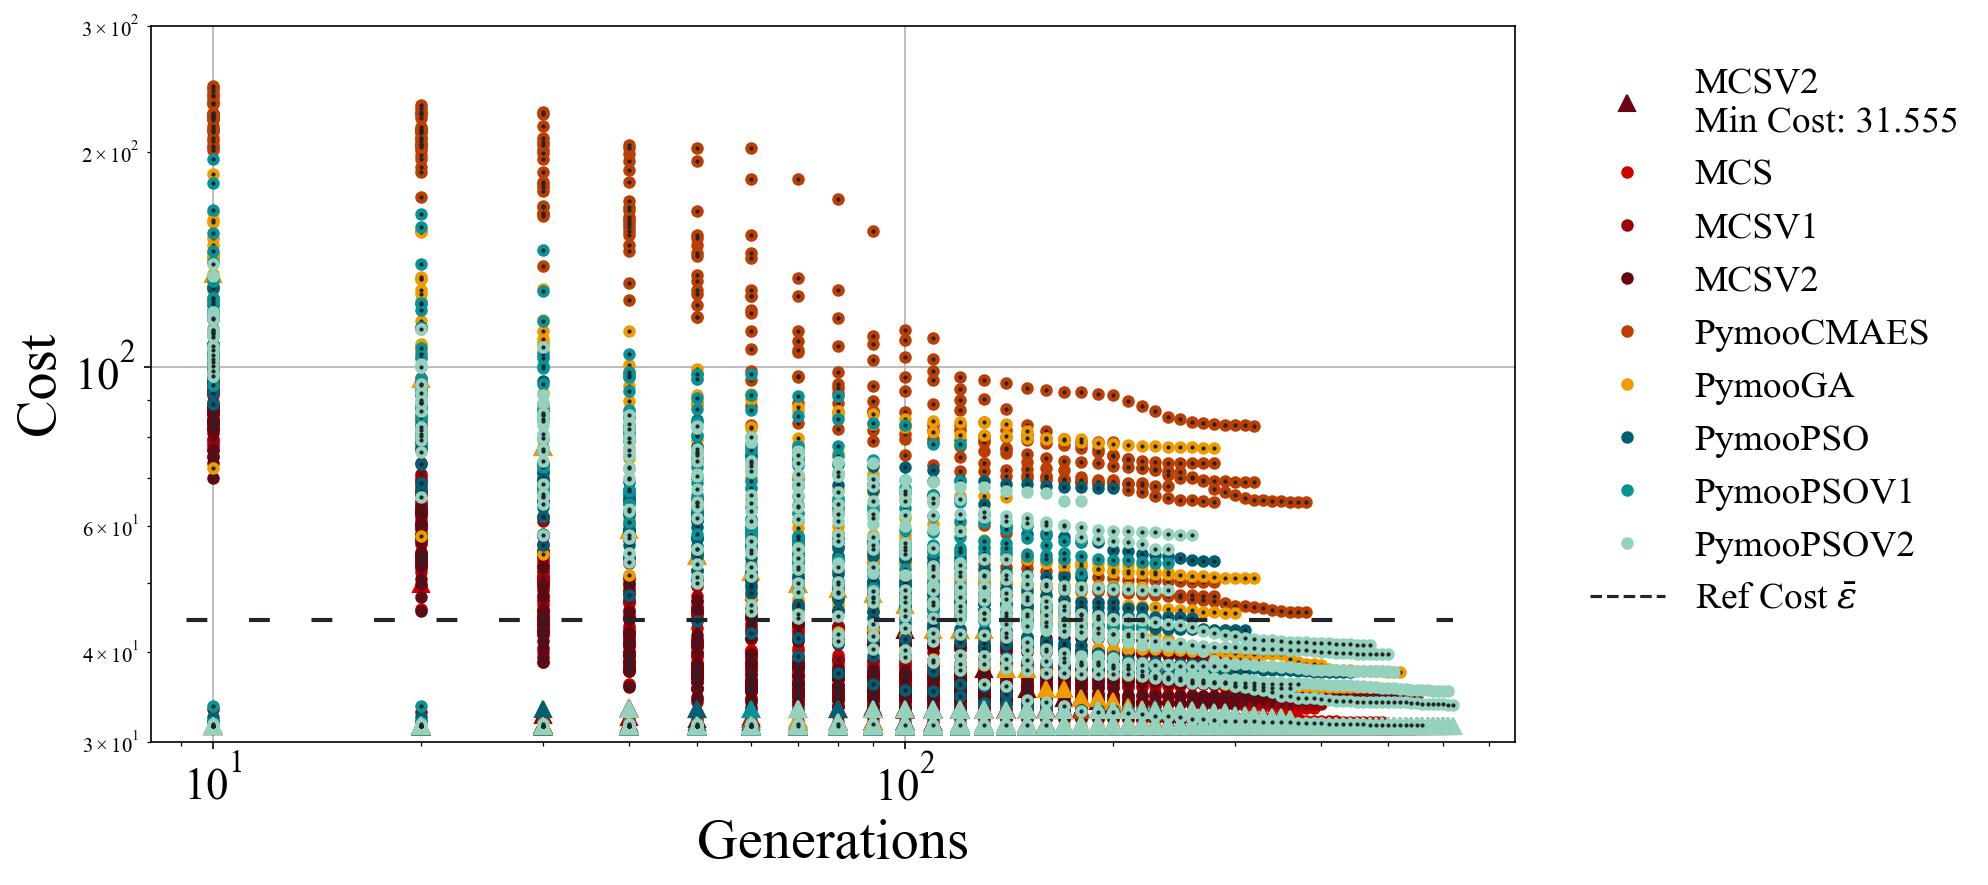 3 × 10²
2 × 10²
10²
6 × 10¹
4 × 10¹
3 × 10¹
Cost
10¹
10²
Generations
MCSV2
Min Cost: 31.555
MCS
MCSV1
MCSV2
PymooCMAES
PymooGA
PymooPSO
PymooPSOV1
PymooPSOV2
Ref Cost ε̄